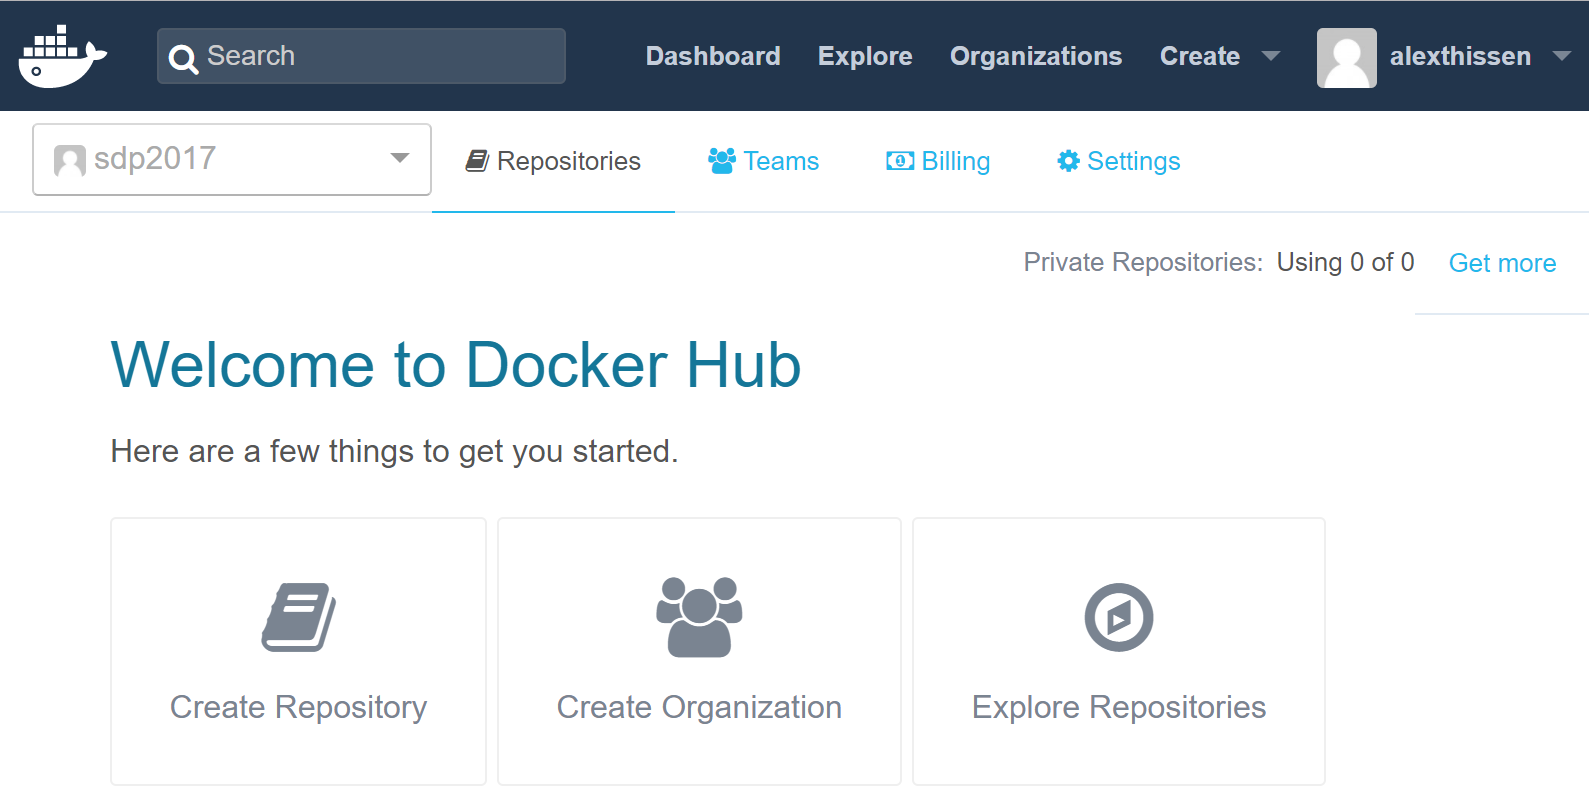 Search Dashboard Explore Organizations Create alexthissen
sdp2017 Repositories Teams Billing Settings
Private Repositories: Using 0 of 0 Get more
Welcome to Docker Hub
Here are a few things to get you started.
Create Repository Create Organization Explore Repositories